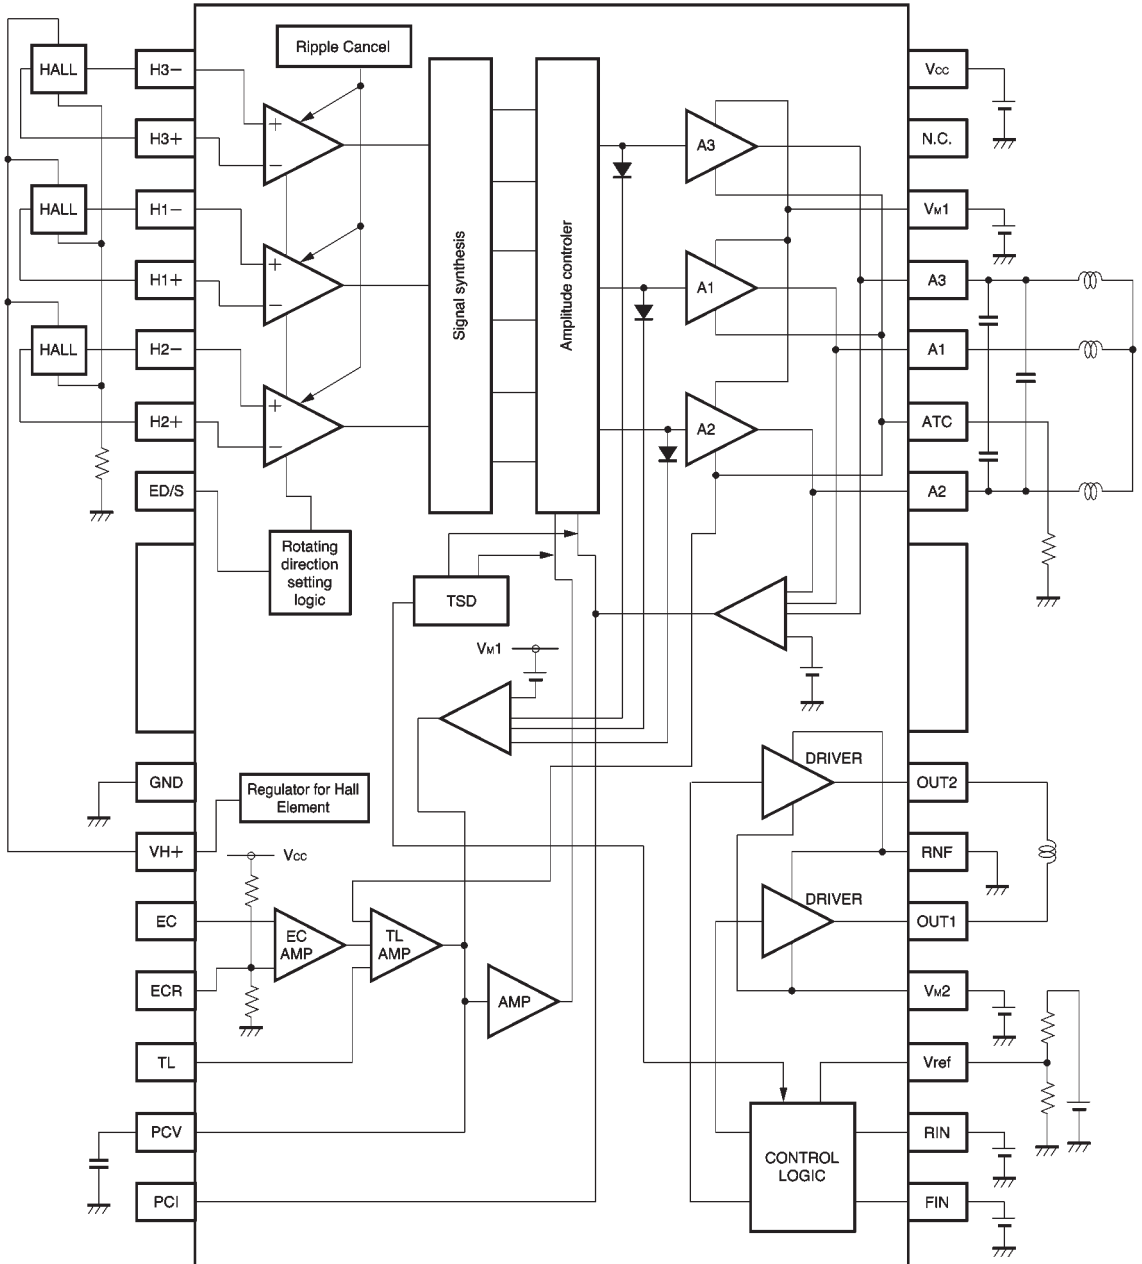 Ripple Cancel
HALL
H3−
H3+
HALL
H1−
H1+
HALL
H2−
H2+
ED/S
GND
VH+
EC
ECR
TL
PCV
PCI
+
−
+
−
+
−
Signal synthesis
Amplitude controler
A3
A1
A2
Rotating
direction
setting
logic
TSD
VM1
Regulator for Hall
Element
VCC
EC
AMP
TL
AMP
AMP
DRIVER
DRIVER
CONTROL
LOGIC
VCC
N.C.
VM1
A3
A1
ATC
A2
OUT2
RNF
OUT1
VM2
Vref
RIN
FIN